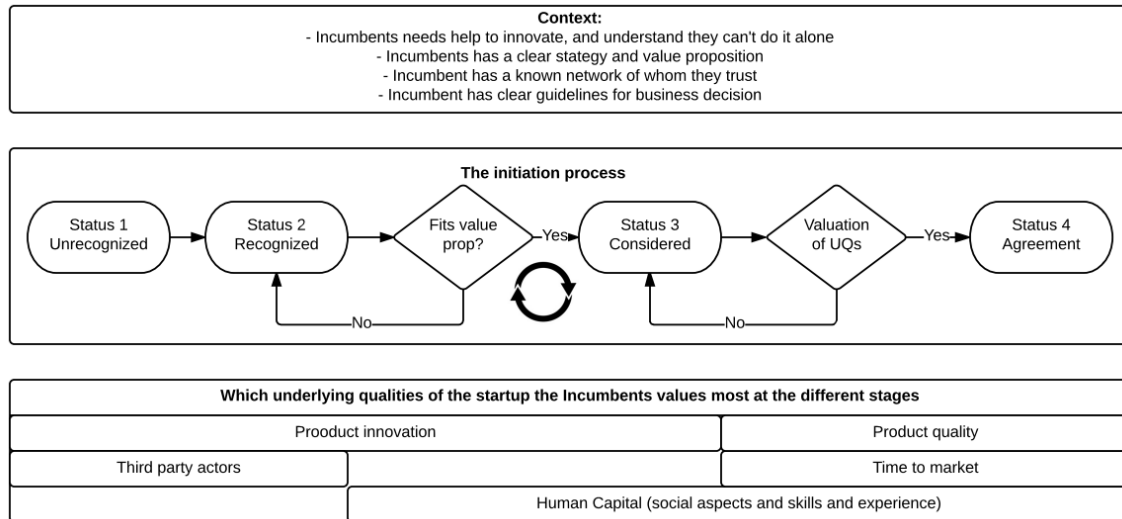 Context:
- Incumbents needs help to innovate, and understand they can't do it alone
- Incumbents has a clear stategy and value proposition
- Incumbent has a known network of whom they trust
- Incumbent has clear guidelines for business decision
The initiation process
Status 1
Unrecognized
Status 2
Recognized
Fits value
prop?
Yes
Status 3
Considered
Valuation
of UQs
Yes
Status 4
Agreement
No
No
Which underlying qualities of the startup the Incumbents values most at the different stages
Prooduct innovation
Product quality
Third party actors
Time to market
Human Capital (social aspects and skills and experience)